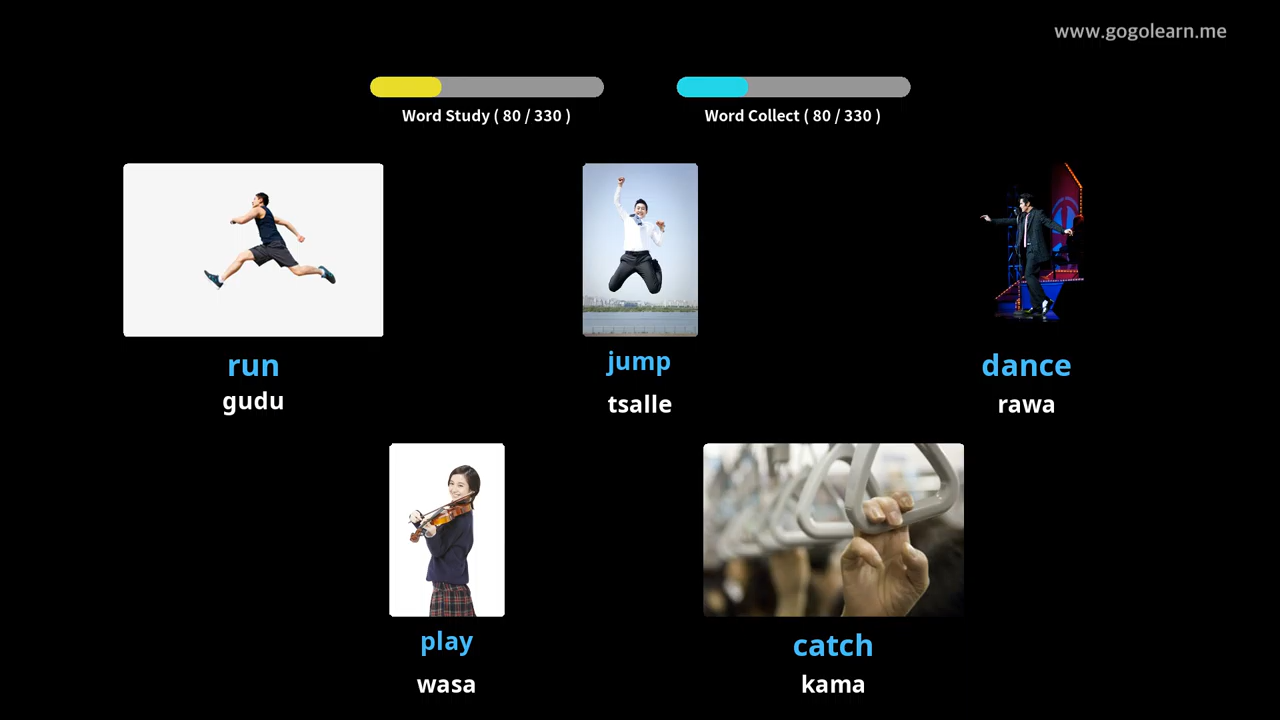 www.gogolearn.me
Word Study ( 80 / 330 )
Word Collect ( 80 / 330 )
run
gudu
jump
tsalle
dance
rawa
play
wasa
catch
kama